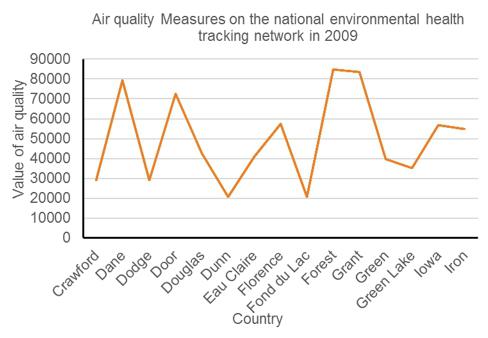 Air quality Measures on the national environmental health
tracking network in 2009
Value of air quality
90000
80000
70000
60000
50000
40000
30000
20000
10000
0
Crawford
Dane
Dodge
Door
Douglas
Dunn
Eau Claire
Florence
Fond du Lac
Forest
Grant
Green
Green Lake
Iowa
Iron
Country